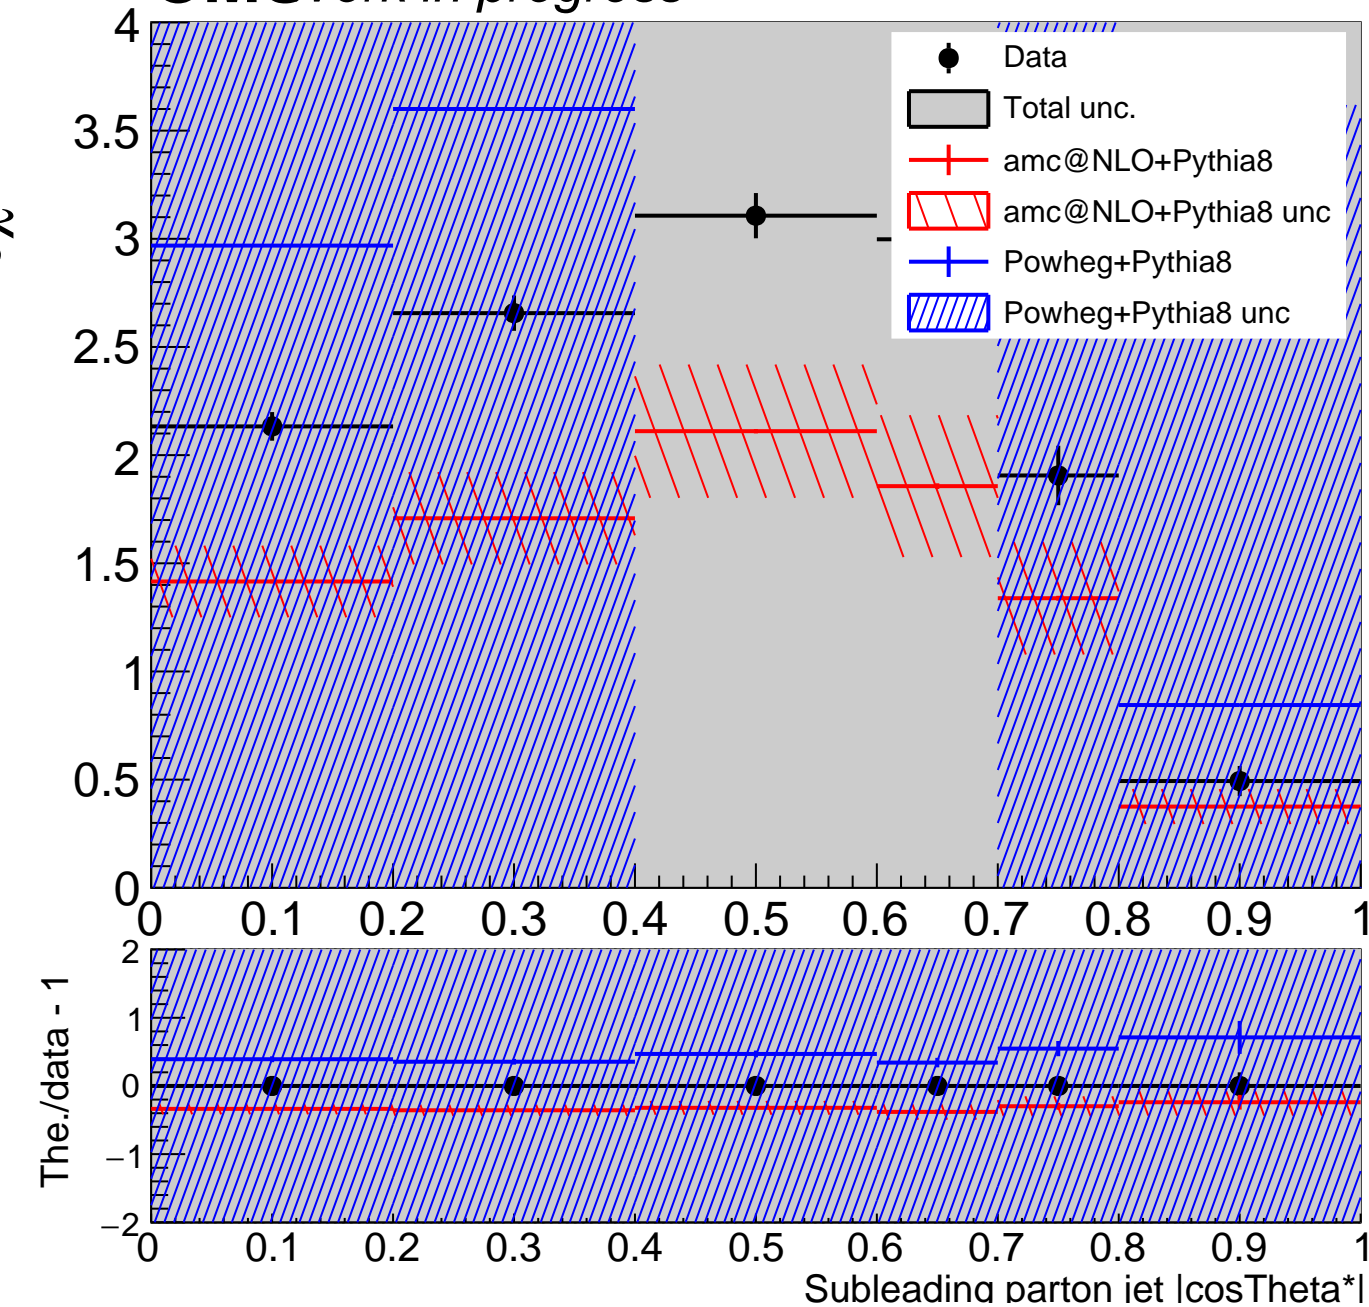 in progress
Data
Total unc.
amc@NLO+Pythia8
amc@NLO+Pythia8 unc
Powheg+Pythia8
Powheg+Pythia8 unc
4
3.5
3
2.5
2
1.5
1
0.5
0
0 0.1 0.2 0.3 0.4 0.5 0.6 0.7 0.8 0.9 1
The./data - 1
2
1
0
−1
−2
0 0.1 0.2 0.3 0.4 0.5 0.6 0.7 0.8 0.9 1
Subleading parton jet |cosTheta*|